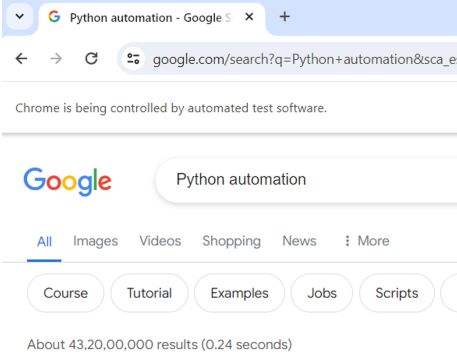 Python automation - Google S
google.com/search?q=Python+automation&sca_e
Chrome is being controlled by automated test software.
Google
Python automation
All Images Videos Shopping News More
Course Tutorial Examples Jobs Scripts
About 43,20,00,000 results (0.24 seconds)